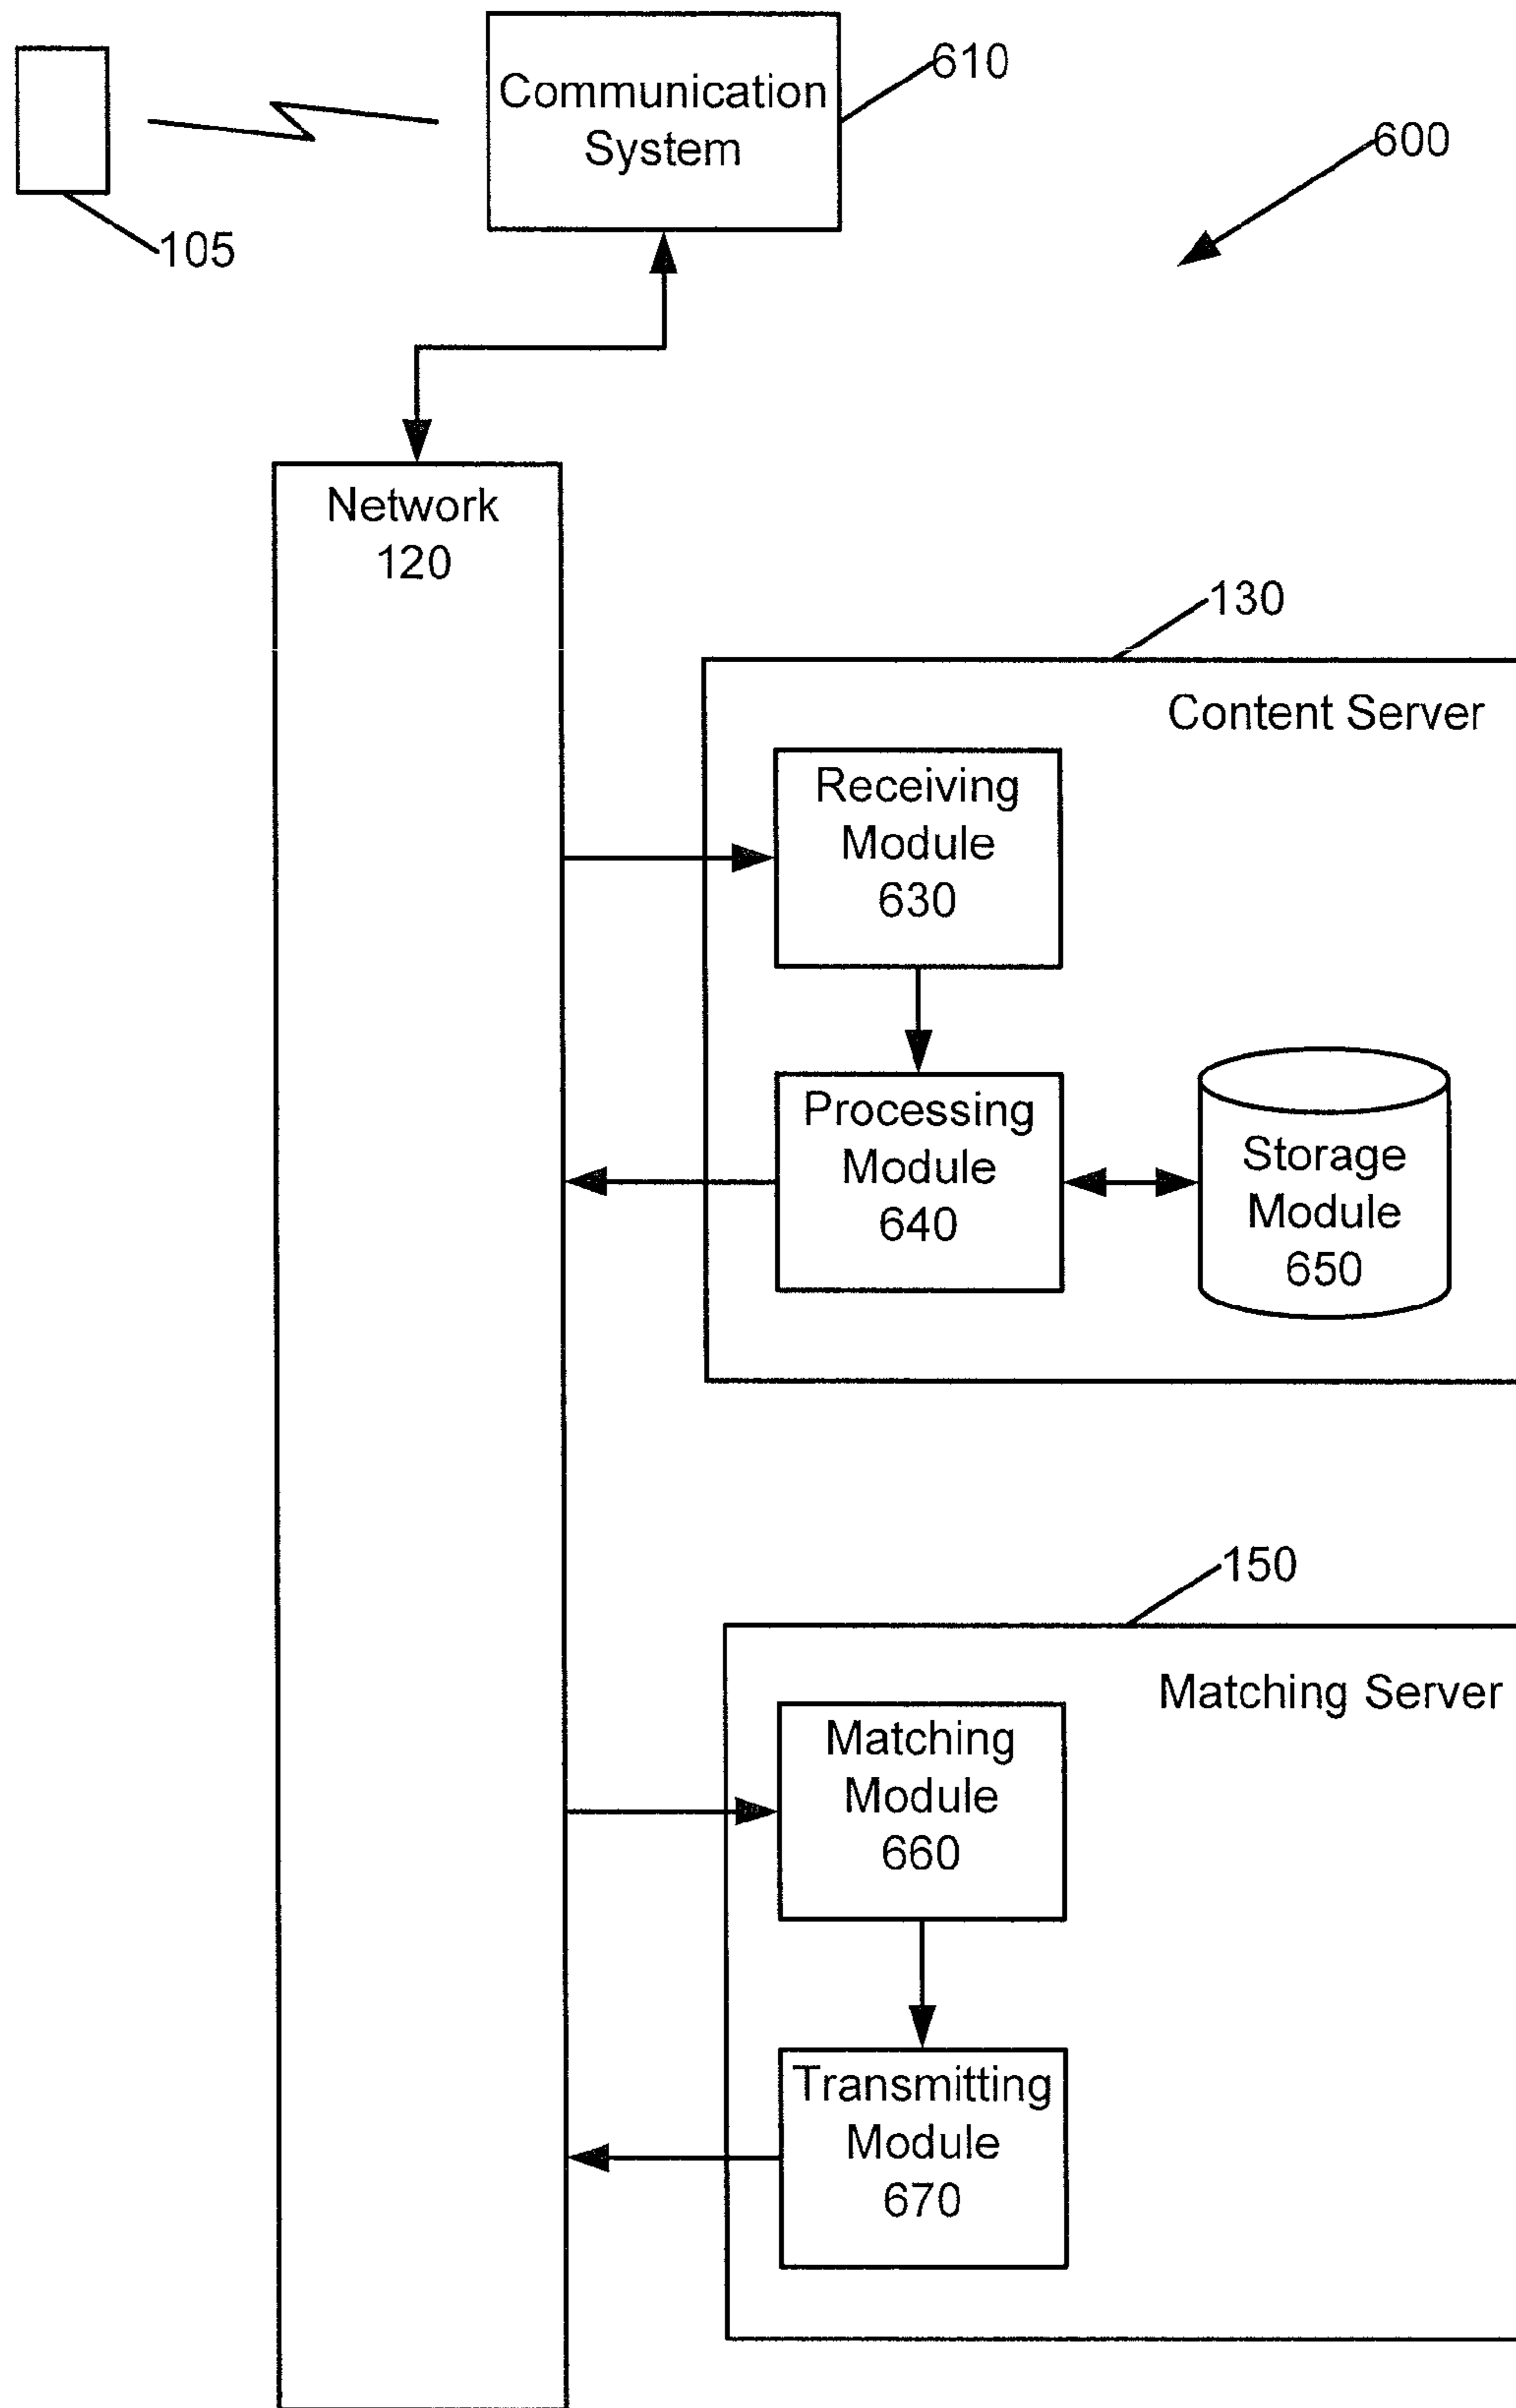 Communication
System
610
600
105
Network
120
130
Content Server
Receiving
Module
630
Processing
Module
640
Storage
Module
650
150
Matching Server
Matching
Module
660
Transmitting
Module
670